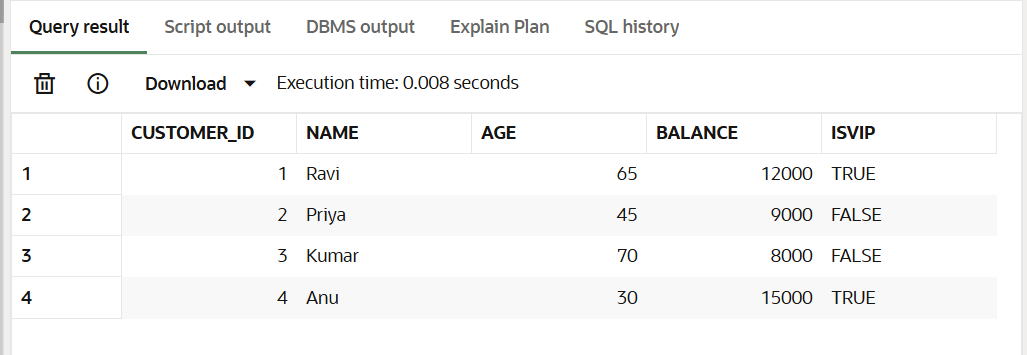 Query result Script output DBMS output Explain Plan SQL history
Download Execution time: 0.008 seconds
CUSTOMER_ID NAME AGE BALANCE ISVIP
1 1 Ravi 65 12000 TRUE
2 2 Priya 45 9000 FALSE
3 3 Kumar 70 8000 FALSE
4 4 Anu 30 15000 TRUE